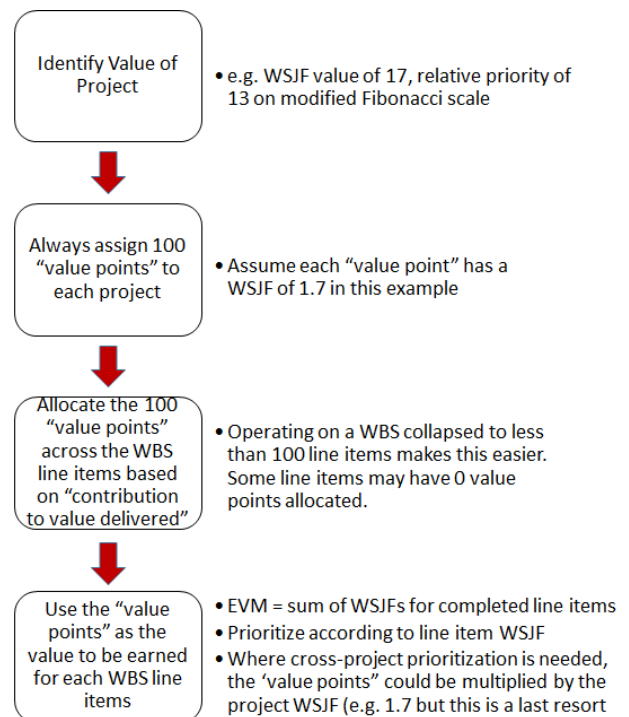 Identify Value of
Project
• e.g. WSJF value of 17, relative priority of
13 on modified Fibonacci scale
Always assign 100
“value points” to
each project
• Assume each “value point” has a
WSJF of 1.7 in this example
Allocate the 100
“value points”
across the WBS
line items based
on “contribution
to value delivered”
• Operating on a WBS collapsed to less
than 100 line items makes this easier.
Some line items may have 0 value
points allocated.
Use the “value
points” as the
value to be earned
for each WBS line
items
• EVM = sum of WSJFs for completed line items
• Prioritize according to line item WSJF
• Where cross-project prioritization is needed,
the ‘value points” could be multiplied by the
project WSJF (e.g. 1.7 but this is a last resort